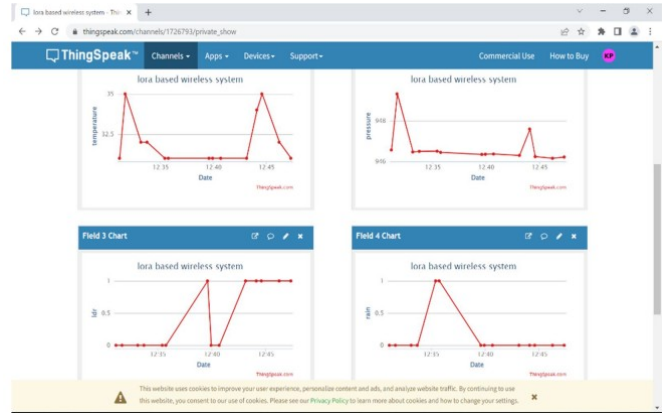 lora based wireless system - Thin
thingspeak.com/channels/1726793/private_show
ThingSpeak™ Channels Apps Devices Support Commercial Use How to Buy KP
lora based wireless system
35
32.5
temperature
12:35 12:40 12:45
Date
ThingSpeak.com
lora based wireless system
948
946
pressure
12:35 12:40 12:45
Date
ThingSpeak.com
Field 3 Chart
lora based wireless system
1
0.5
0
ldr
12:35 12:40 12:45
Date
ThingSpeak.com
Field 4 Chart
lora based wireless system
1
0.5
0
rain
12:35 12:40 12:45
Date
ThingSpeak.com
This website uses cookies to improve your user experience, personalize content and ads, and analyze website traffic. By continuing to use
this website, you consent to our use of cookies. Please see our Privacy Policy to learn more about cookies and how to change your settings.